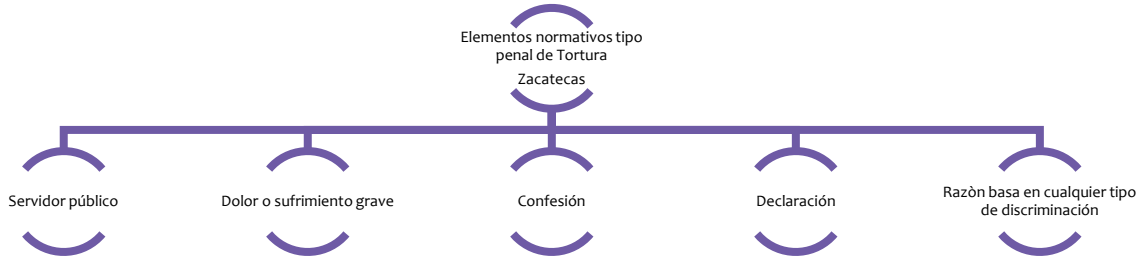 Elementos normativos tipo
penal de Tortura
Zacatecas
Servidor público
Dolor o sufrimiento grave
Confesión
Declaración
Razòn basa en cualquier tipo
de discriminación